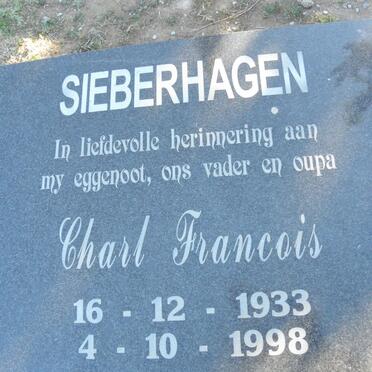 SIEBERHAGEN
In liefdevolle herinnering aan
my eggenoot, ons vader en oupa
Charl Francois
16 - 12 - 1933
4 - 10 - 1998